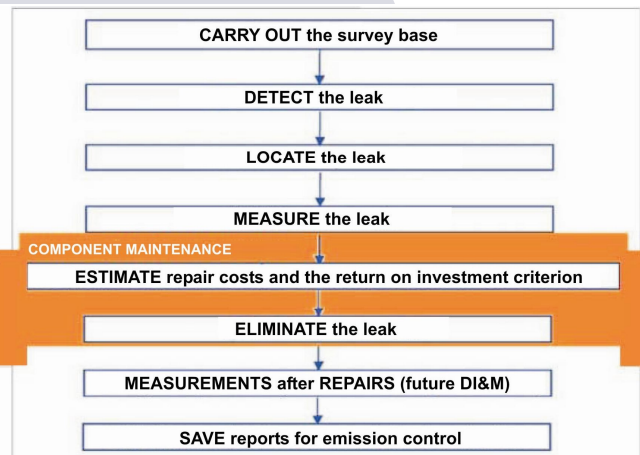 CARRY OUT the survey base
DETECT the leak
LOCATE the leak
MEASURE the leak
COMPONENT MAINTENANCE
ESTIMATE repair costs and the return on investment criterion
ELIMINATE the leak
MEASUREMENTS after REPAIRS (future DI&M)
SAVE reports for emission control